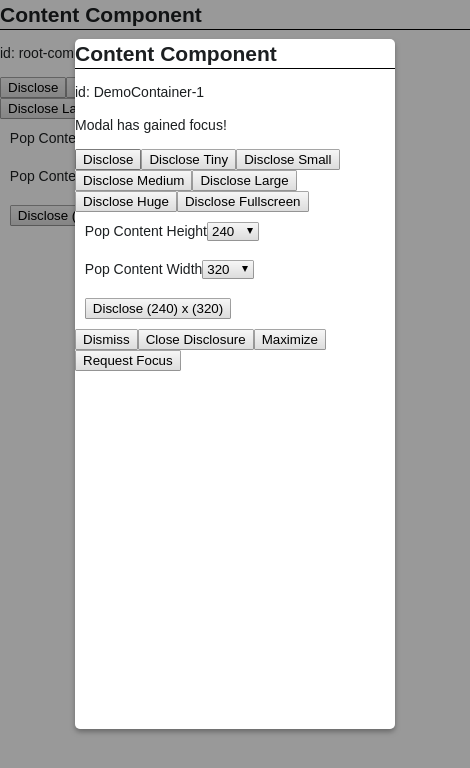 Content Component
id: root-com
Disclose
Disclose La
Pop Conte
Pop Conte
Disclose (
Content Component
id: DemoContainer-1
Modal has gained focus!
Disclose Disclose Tiny Disclose Small
Disclose Medium Disclose Large
Disclose Huge Disclose Fullscreen
Pop Content Height 240
Pop Content Width 320
Disclose (240) x (320)
Dismiss Close Disclosure Maximize
Request Focus